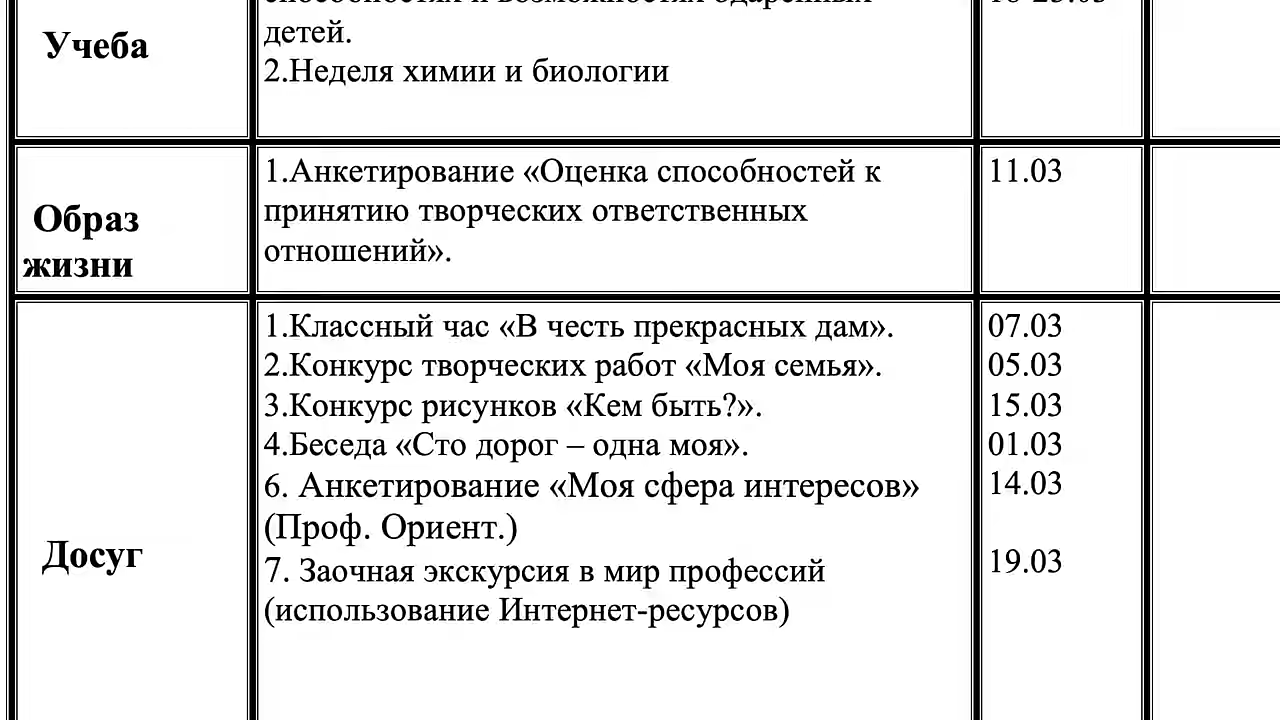 детей.
Учеба
2.Неделя химии и биологии
1.Анкетирование «Оценка способностей к
11.03
принятию творческих ответственных
отношений».
Образ
жизни
1.Классный час «В честь прекрасных дам».
07.03
2.Конкурс творческих работ «Моя семья».
05.03
3.Конкурс рисунков «Кем быть?».
15.03
4.Беседа «Сто дорог – одна моя».
01.03
6. Анкетирование «Моя сфера интересов»
14.03
(Проф. Ориент.)
Досуг
7. Заочная экскурсия в мир профессий
19.03
(использование Интернет-ресурсов)